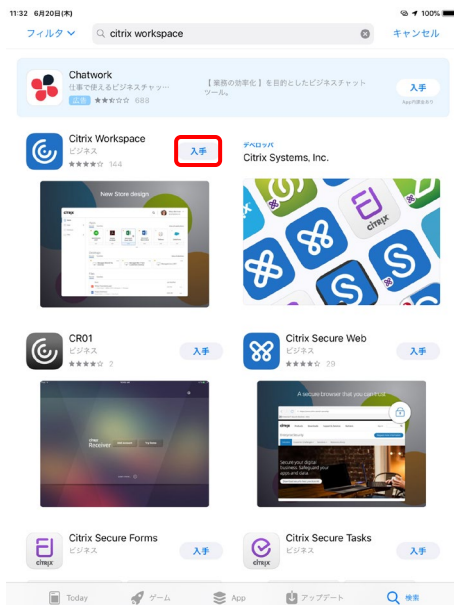 11:32 6月20日(木)
100%
フィルタ
citrix workspace
キャンセル
Chatwork
仕事で使えるビジネスチャッ…
広告 ★★☆☆ 688
【 業務の効率化 】を目的としたビジネスチャット
ツール。
入手
App内課金あり
Citrix Workspace
ビジネス
★★★★☆ 144
入手
デベロッパ
Citrix Systems, Inc.
New Store design
citrix
CR01
ビジネス
★★★★☆ 2
入手
Citrix Secure Web
ビジネス
★★★★☆ 29
入手
citrix
Receiver
A secure browser that you can trust
Secure your digital
business. Safeguard your
apps and data.
Citrix Secure Forms
ビジネス
入手
citrix
Citrix Secure Tasks
ビジネス
入手
citrix
Today
ゲーム
App
アップデート
検索